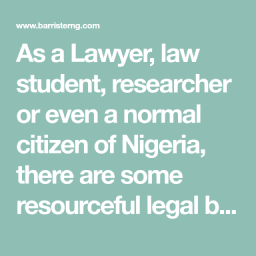 www.barristerng.com
As a Lawyer, law
student, researcher
or even a normal
citizen of Nigeria,
there are some
resourceful legal b...